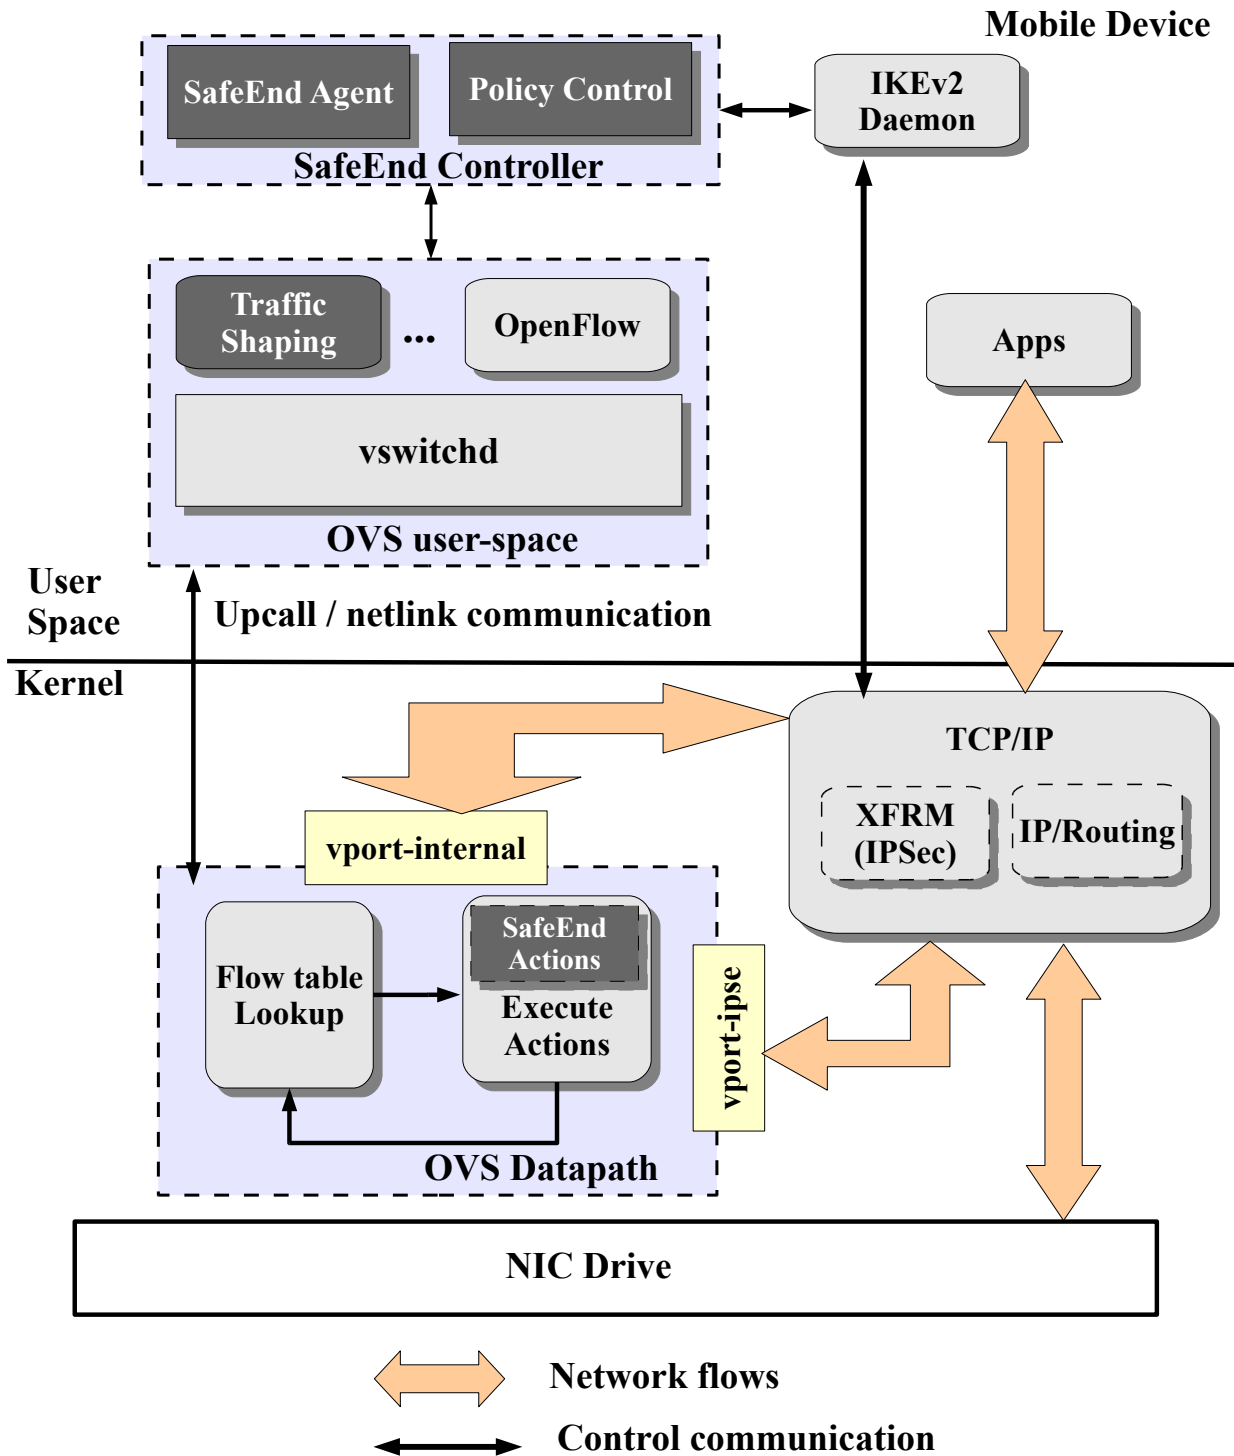 Mobile Device
SafeEnd Agent
Policy Control
SafeEnd Controller
IKEv2
Daemon
Traffic
Shaping
...
OpenFlow
vswitchd
OVS user-space
Apps
User
Space
Upcall / netlink communication
Kernel
TCP/IP
XFRM
(IPSec)
IP/Routing
vport-internal
Flow table
Lookup
SafeEnd
Actions
Execute
Actions
vport-ipse
OVS Datapath
NIC Drive
Network flows
Control communication